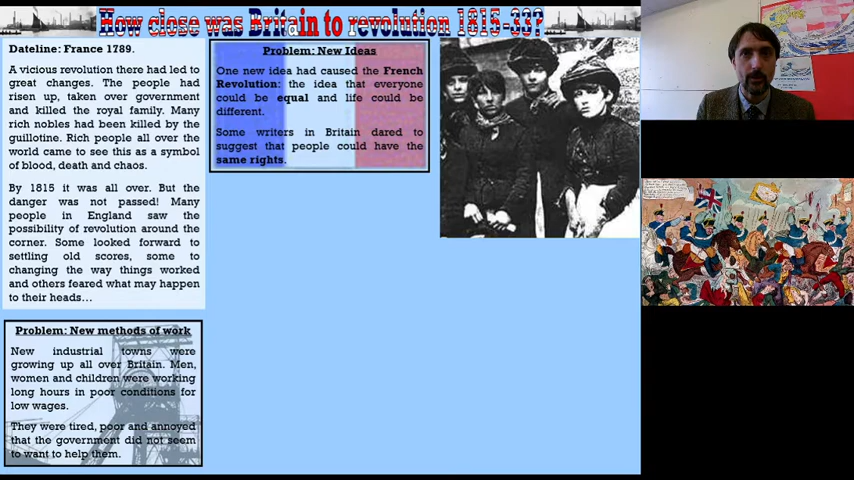 How close was Britain to revolution 1815-33?
Dateline: France 1789.
A vicious revolution there had led to
great changes. The people had
risen up, taken over government
and killed the royal family. Many
rich nobles had been killed by the
guillotine. Rich people all over the
world came to see this as a symbol
of blood, death and chaos.
By 1815 it was all over. But the
danger was not passed! Many
people in England saw the
possibility of revolution around the
corner. Some looked forward to
settling old scores, some to
changing the way things worked
and others feared what may happen
to their heads…
Problem: New methods of work
New industrial towns were
growing up all over Britain. Men,
women and children were working
long hours in poor conditions for
low wages.
They were tired, poor and annoyed
that the government did not seem
to want to help them.
Problem: New Ideas
One new idea had caused the French
Revolution: the idea that everyone
could be equal and life could be
different.
Some writers in Britain dared to
suggest that people could have the
same rights.